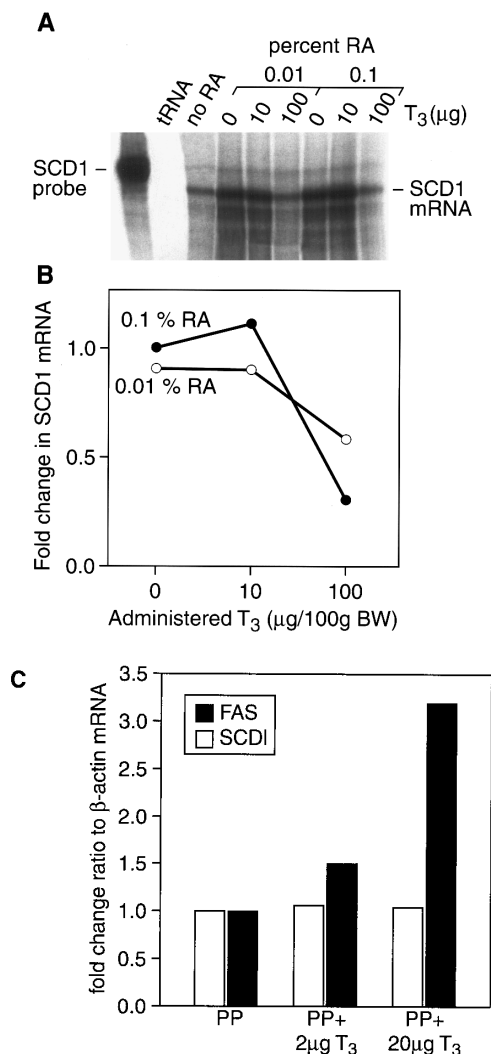 A
percent RA
0.01 0.1
tRNA no RA 0 10 100 0 10 100 T3(µg)
SCD1 probe
SCD1 mRNA
B
Fold change in SCD1 mRNA
1.0
0.5
0.0
0.1 % RA
0.01 % RA
0 10 100
Administered T3 (µg/100g BW)
C
fold change ratio to β-actin mRNA
3.5
3.0
2.5
2.0
1.5
1.0
0.5
0.0
FAS
SCDI
PP PP+ 2µg T3 PP+ 20µg T3